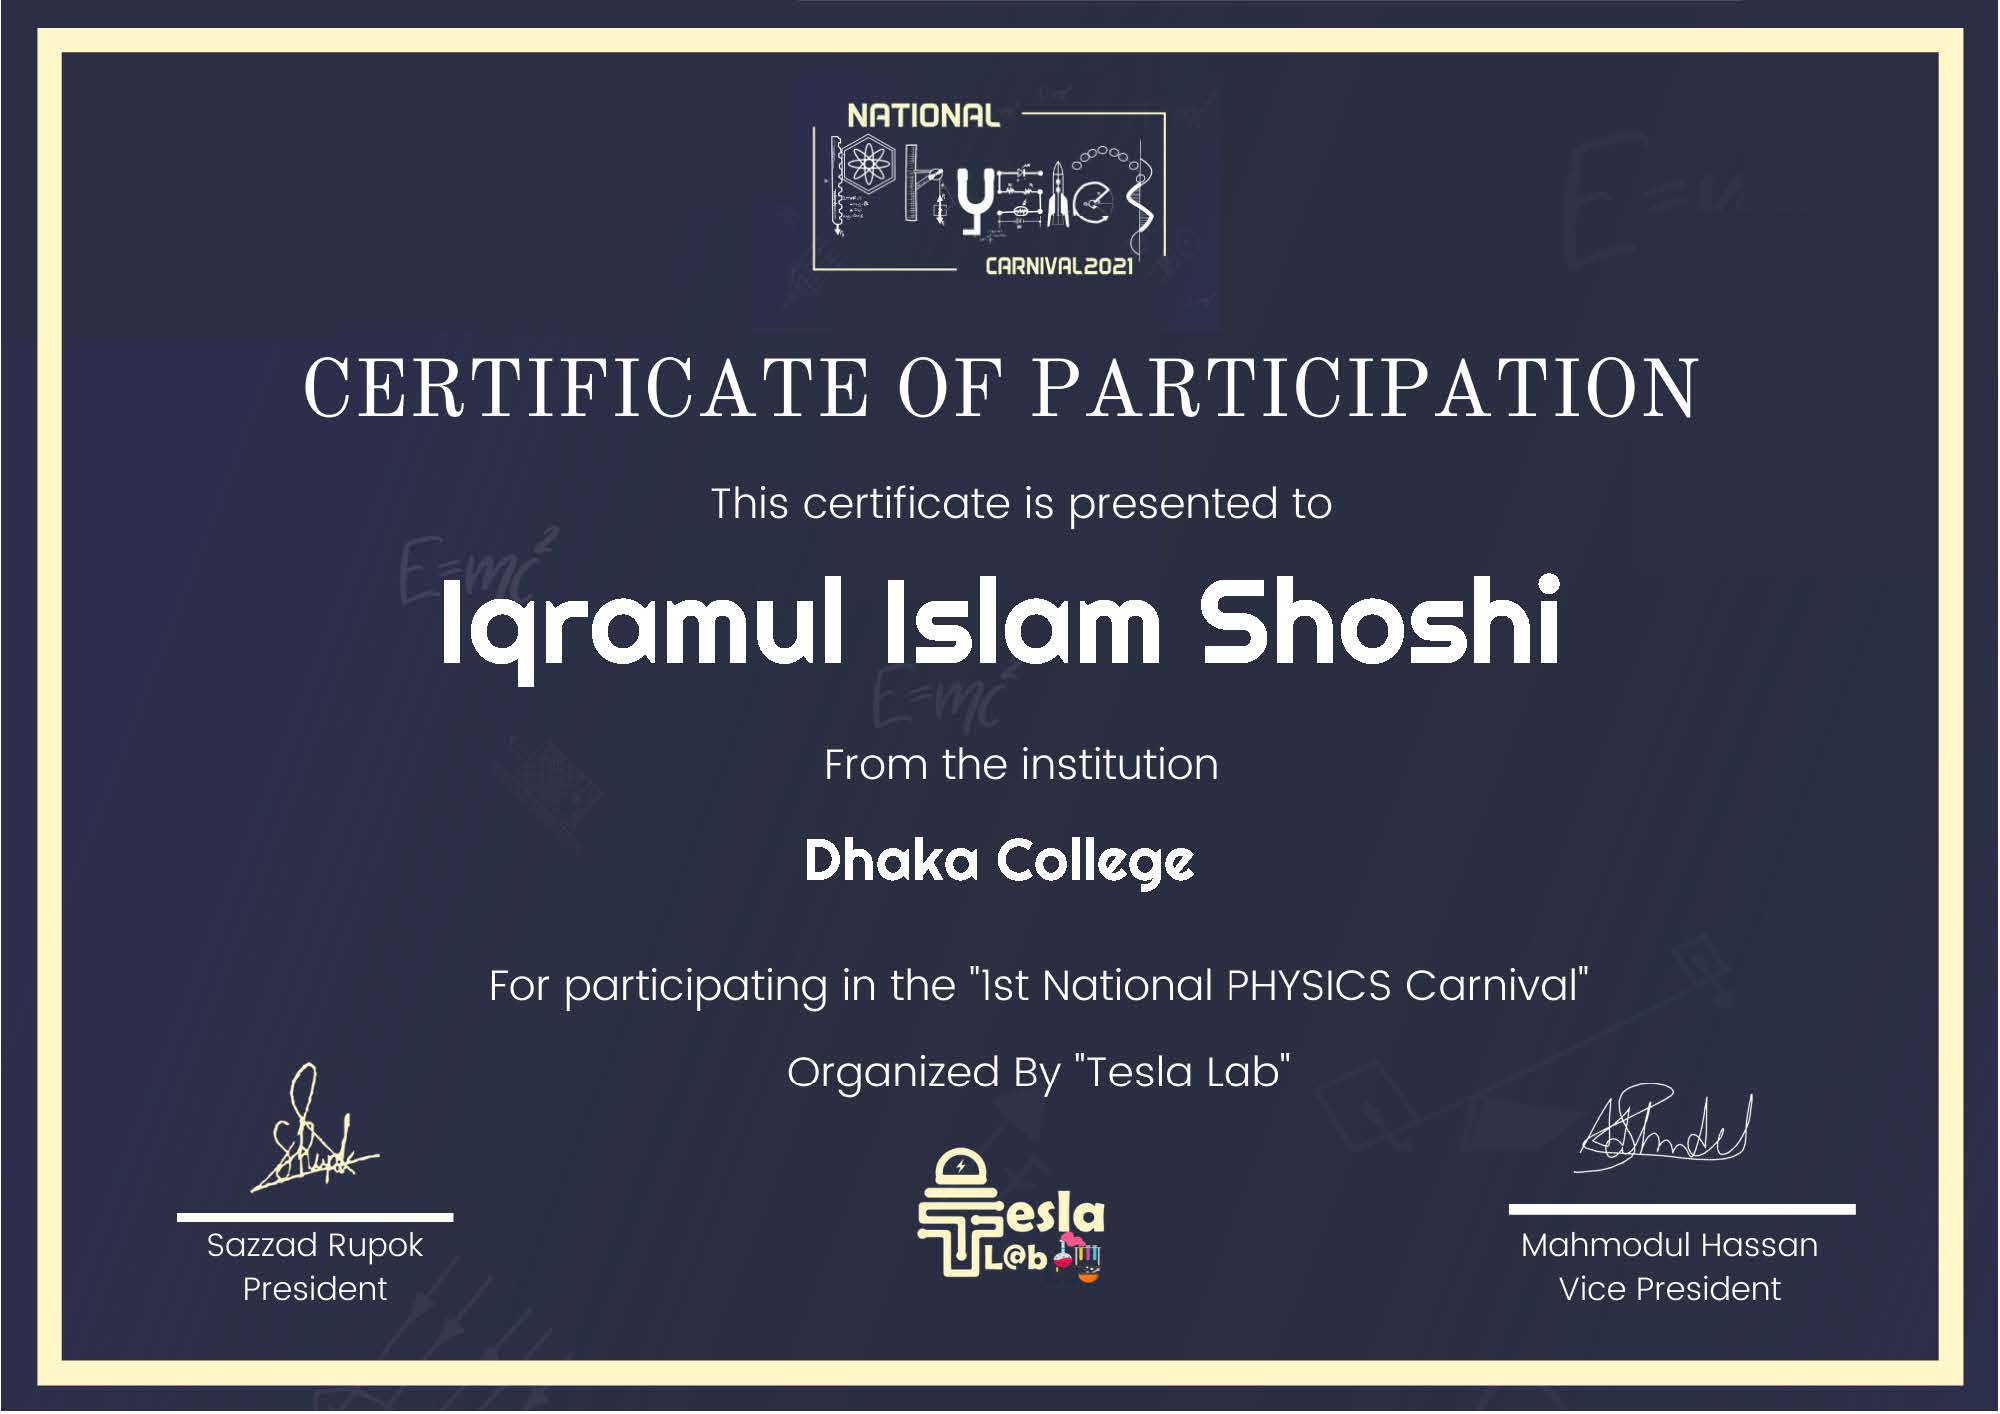 NATIONAL
Physics
CARNIVAL2021
CERTIFICATE OF PARTICIPATION
This certificate is presented to
E=mc²
Iqramul Islam Shoshi
E=mc²
From the institution
Dhaka College
For participating in the "1st National PHYSICS Carnival"
Organized By "Tesla Lab"
Tesla
L@b
Sazzad Rupok
President
Mahmodul Hassan
Vice President